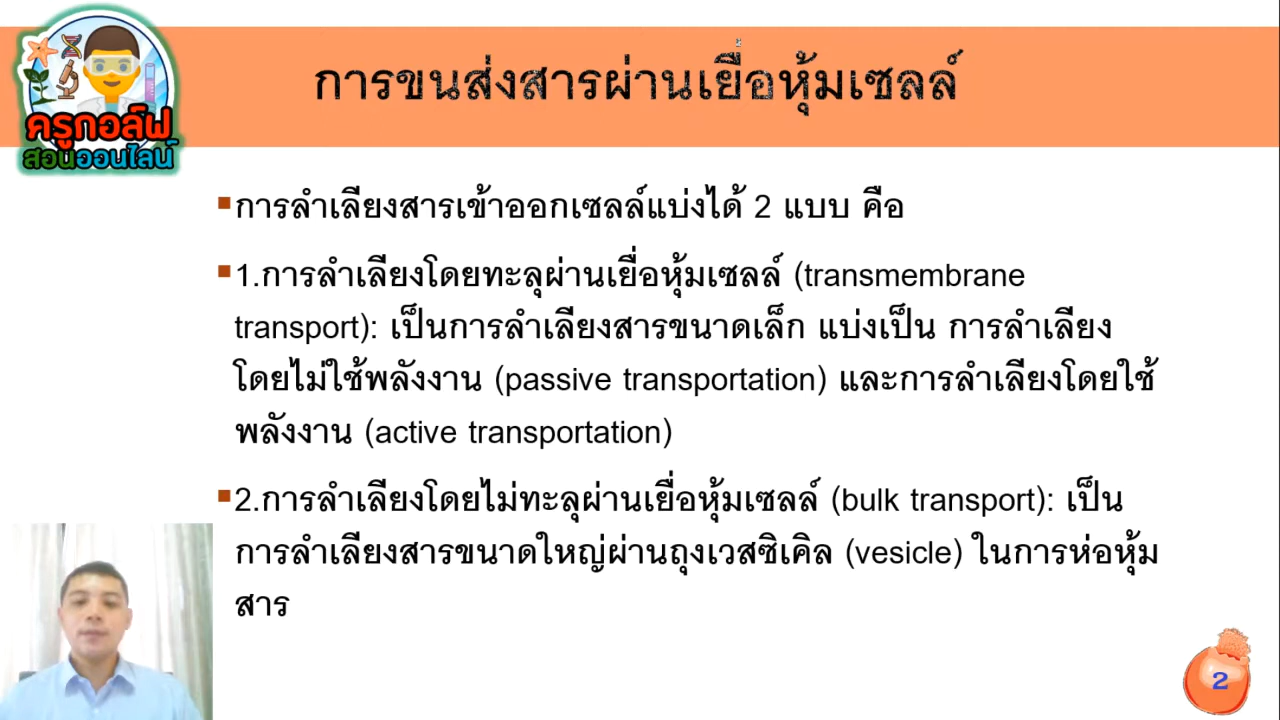 การขนส่งสารผ่านเยื่อหุ้มเซลล์
ครูกอล์ฟ
สอนออนไลน์
การลำเลียงสารเข้าออกเซลล์แบ่งได้ 2 แบบ คือ
1.การลำเลียงโดยทะลุผ่านเยื่อหุ้มเซลล์ (transmembrane
transport): เป็นการลำเลียงสารขนาดเล็ก แบ่งเป็น การลำเลียง
โดยไม่ใช้พลังงาน (passive transportation) และการลำเลียงโดยใช้
พลังงาน (active transportation)
2.การลำเลียงโดยไม่ทะลุผ่านเยื่อหุ้มเซลล์ (bulk transport): เป็น
การลำเลียงสารขนาดใหญ่ผ่านถุงเวสซิเคิล (vesicle) ในการห่อหุ้ม
สาร
2